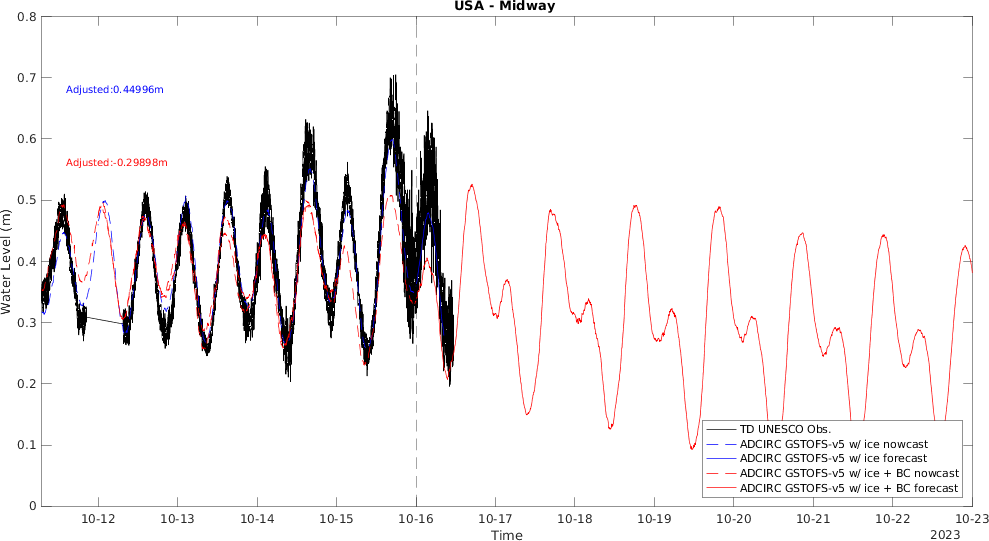 USA - Midway
0.8
0.7
0.6
0.5
0.4
0.3
0.2
0.1
0
Water Level (m)
Adjusted:0.44996m
Adjusted:-0.29898m
TD UNESCO Obs.
ADCIRC GSTOFS-v5 w/ ice nowcast
ADCIRC GSTOFS-v5 w/ ice forecast
ADCIRC GSTOFS-v5 w/ ice + BC nowcast
ADCIRC GSTOFS-v5 w/ ice + BC forecast
10-12 10-13 10-14 10-15 10-16 10-17 10-18 10-19 10-20 10-21 10-22 10-23
Time
2023